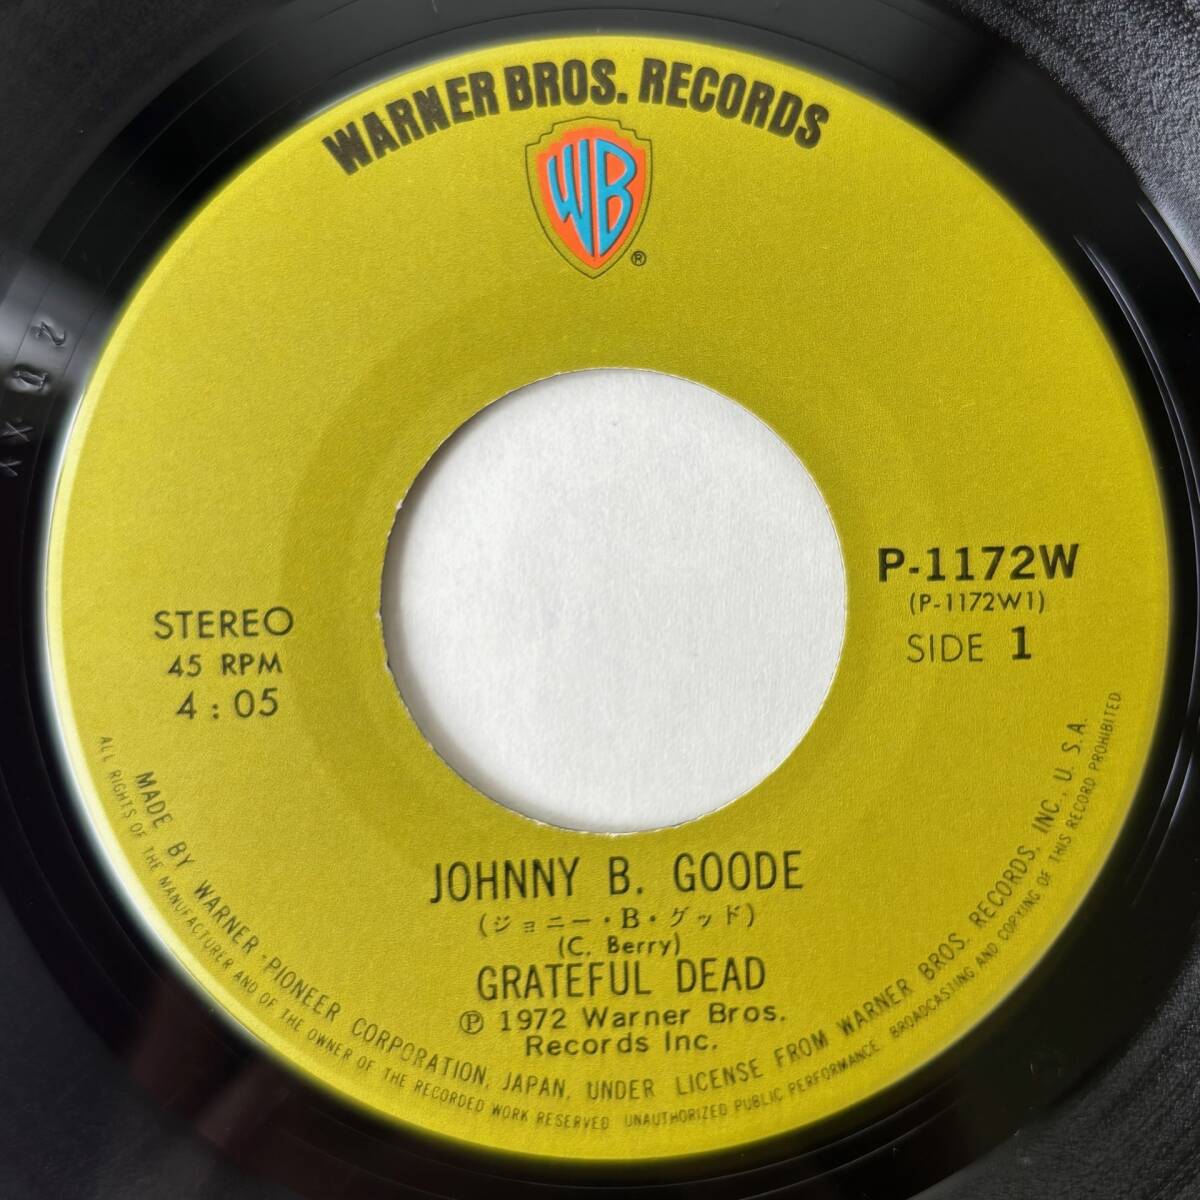 WARNER BROS. RECORDS
WB
®
P-1172W
(P-1172W1)
SIDE 1
STEREO
45 RPM
4:05
JOHNNY B. GOODE
(ジョニー・B・グッド)
(C. Berry)
GRATEFUL DEAD
℗ 1972 Warner Bros.
Records Inc.
MADE BY WARNER-PIONEER CORPORATION, JAPAN, UNDER LICENSE FROM WARNER BROS. RECORDS, INC., U.S.A.
ALL RIGHTS OF THE MANUFACTURER AND OF THE OWNER OF THE RECORDED WORK RESERVED UNAUTHORIZED PUBLIC PERFORMANCE BROADCASTING AND COPYING OF THIS RECORD PROHIBITED